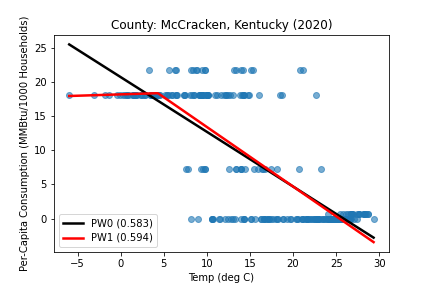 County: McCracken, Kentucky (2020)
Per-Capita Consumption (MMBtu/1000 Households)
25
20
15
10
5
0
PW0 (0.583)
PW1 (0.594)
−5 0 5 10 15 20 25 30
Temp (deg C)